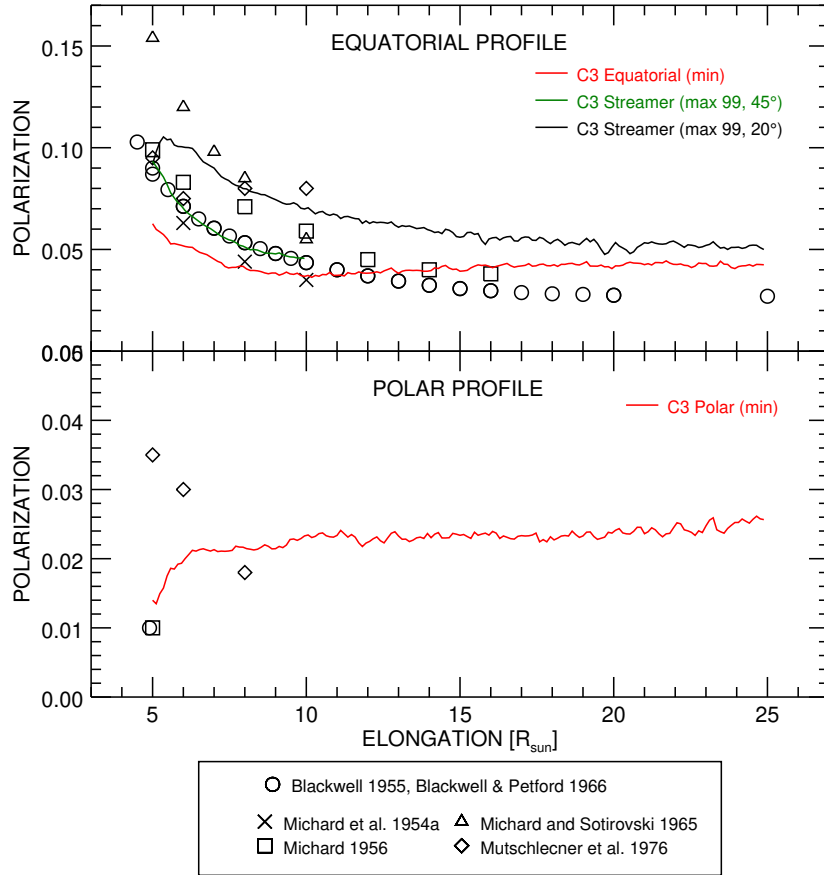 EQUATORIAL PROFILE
C3 Equatorial (min)
C3 Streamer (max 99, 45°)
C3 Streamer (max 99, 20°)
POLARIZATION
0.15
0.10
0.05
0.00
POLAR PROFILE
C3 Polar (min)
POLARIZATION
0.05
0.04
0.03
0.02
0.01
0.00
5 10 15 20 25
ELONGATION [Rsun]
Blackwell 1955, Blackwell & Petford 1966
Michard et al. 1954a
Michard and Sotirovski 1965
Michard 1956
Mutschlecner et al. 1976